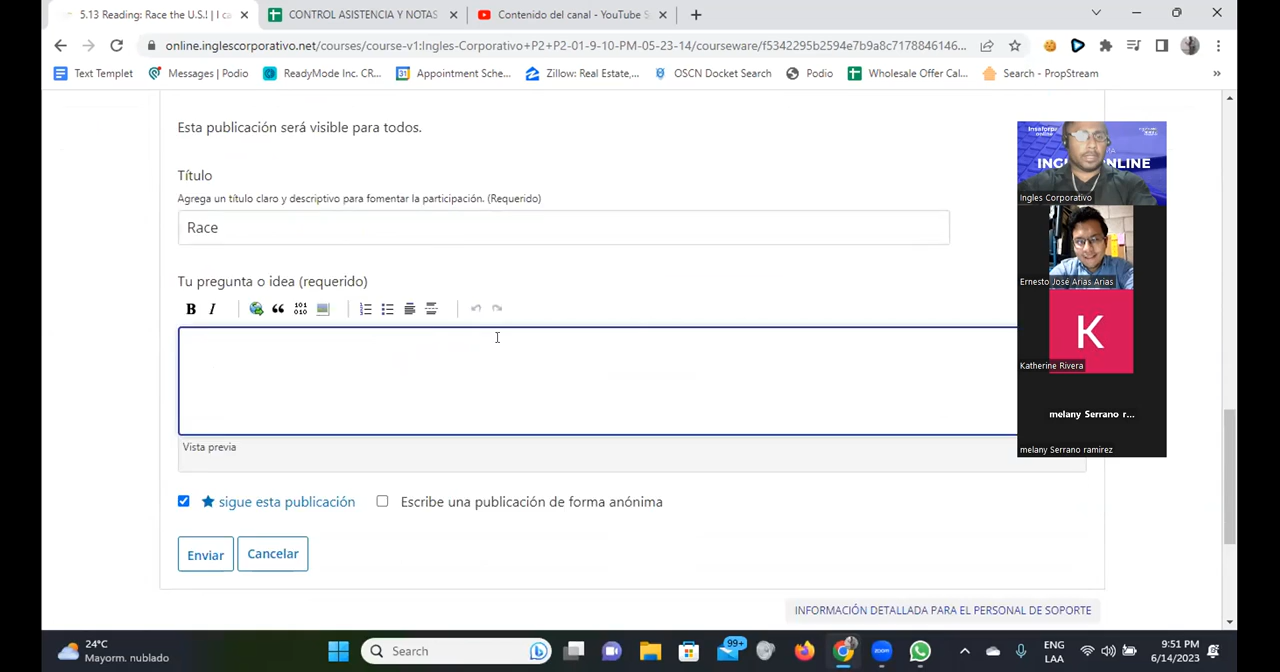 5.13 Reading: Race the U.S.! | I ca
CONTROL ASISTENCIA Y NOTAS
Contenido del canal - YouTube S
online.inglescorporativo.net/courses/course-v1:Ingles-Corporativo+P2+P2-01-9-10-PM-05-23-14/courseware/f5342295b2594e7b9a8c7178846146...
Text Templet
Messages | Podio
ReadyMode Inc. CR...
Appointment Sche...
Zillow: Real Estate,...
OSCN Docket Search
Podio
Wholesale Offer Cal...
Search - PropStream
»
Esta publicación será visible para todos.
Título
Agrega un título claro y descriptivo para fomentar la participación. (Requerido)
Race
Tu pregunta o idea (requerido)
B I
Vista previa
sigue esta publicación
Escribe una publicación de forma anónima
Enviar
Cancelar
INFORMACIÓN DETALLADA PARA EL PERSONAL DE SOPORTE
Insaforp
online
INGL
ONLINE
Ingles Corporativo
Ernesto José Arias Arias
K
Katherine Rivera
melany Serrano r...
melany Serrano ramirez
24°C
Mayorm. nublado
Search
99+
zoom
ENG
LAA
9:51 PM
6/14/2023